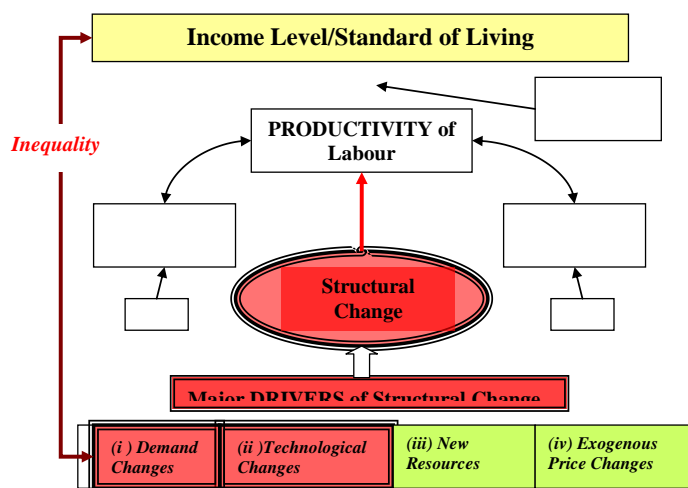 Income Level/Standard of Living
PRODUCTIVITY of
Labour
Inequality
Structural
Change
Major DRIVERS of Structural Change
(i ) Demand
Changes
(ii )Technological
Changes
(iii) New
Resources
(iv) Exogenous
Price Changes